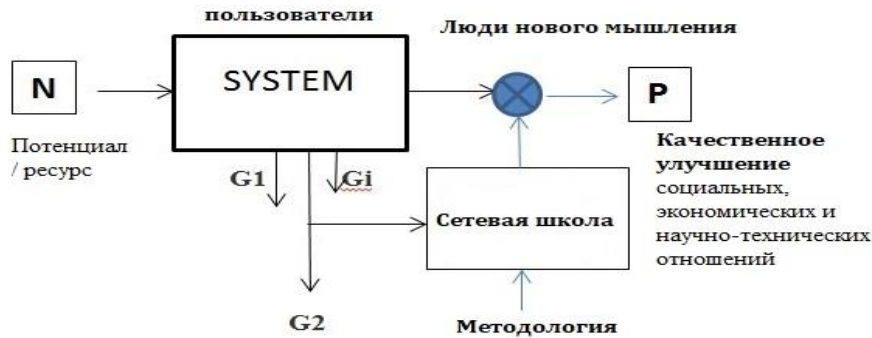 пользователи
Люди нового мышления
N
SYSTEM
P
Потенциал
/ ресурс
Качественное
улучшение
социальных,
экономических и
научно-технических
отношений
G1
Gi
Сетевая школа
G2
Методология